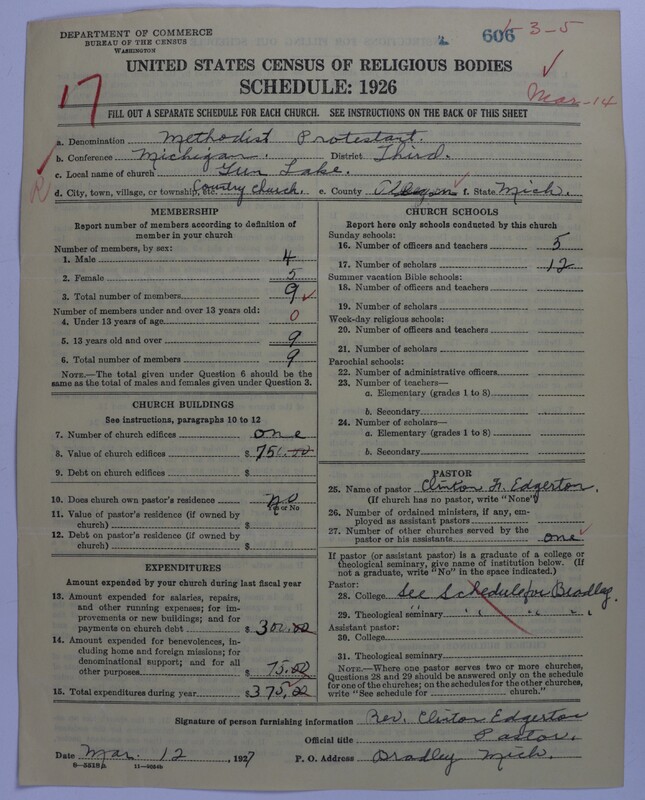 DEPARTMENT OF COMMERCE
BUREAU OF THE CENSUS
WASHINGTON
606 3-5
UNITED STATES CENSUS OF RELIGIOUS BODIES
SCHEDULE: 1926
17
Mar-14
FILL OUT A SEPARATE SCHEDULE FOR EACH CHURCH. SEE INSTRUCTIONS ON THE BACK OF THIS SHEET
a. Denomination Methodist Protestant.
b. Conference Michigan. District Third.
c. Local name of church Gun Lake.
d. City, town, village, or township, etc. Country church. e. County Allegan f. State Mich.
MEMBERSHIP
Report number of members according to definition of
member in your church
Number of members, by sex:
1. Male 4
2. Female 5
3. Total number of members 9
Number of members under and over 13 years old:
4. Under 13 years of age 0
5. 13 years old and over 9
6. Total number of members 9
NOTE.—The total given under Question 6 should be the
same as the total of males and females given under Question 3.
CHURCH BUILDINGS
See instructions, paragraphs 10 to 12
7. Number of church edifices one
8. Value of church edifices $ 750.00
9. Debt on church edifices $
10. Does church own pastor's residence? no
Yes or No
11. Value of pastor's residence (if owned by
church) $
12. Debt on pastor's residence (if owned by
church) $
EXPENDITURES
Amount expended by your church during last fiscal year
13. Amount expended for salaries, repairs,
and other running expenses; for im-
provements or new buildings; and for
payments on church debt $ 300.00
14. Amount expended for benevolences, in-
cluding home and foreign missions; for
denominational support; and for all
other purposes $ 75.00
15. Total expenditures during year $ 375.00
CHURCH SCHOOLS
Report here only schools conducted by this church
Sunday schools:
16. Number of officers and teachers 5
17. Number of scholars 12
Summer vacation Bible schools:
18. Number of officers and teachers
19. Number of scholars
Week-day religious schools:
20. Number of officers and teachers
21. Number of scholars
Parochial schools:
22. Number of administrative officers
23. Number of teachers—
a. Elementary (grades 1 to 8)
b. Secondary
24. Number of scholars—
a. Elementary (grades 1 to 8)
b. Secondary
PASTOR
25. Name of pastor Clinton H. Edgerton.
(If church has no pastor, write "None")
26. Number of ordained ministers, if any, em-
ployed as assistant pastors
27. Number of other churches served by the
pastor or his assistants one
If pastor (or assistant pastor) is a graduate of a college or
theological seminary, give name of institution below. (If
not a graduate, write "No" in the space indicated.)
Pastor:
28. College See Schedule for Bradley.
29. Theological seminary " " " "
Assistant pastor:
30. College
31. Theological seminary
NOTE.—Where one pastor serves two or more churches,
Questions 28 and 29 should be answered only on the schedule
for one of the churches; on the schedules for the other churches,
write "See schedule for church."
Signature of person furnishing information Rev. Clinton Edgerton
Official title Pastor.
Date Mar. 12, 1927 P. O. Address Bradley Mich.
8-5518p 11-9054b